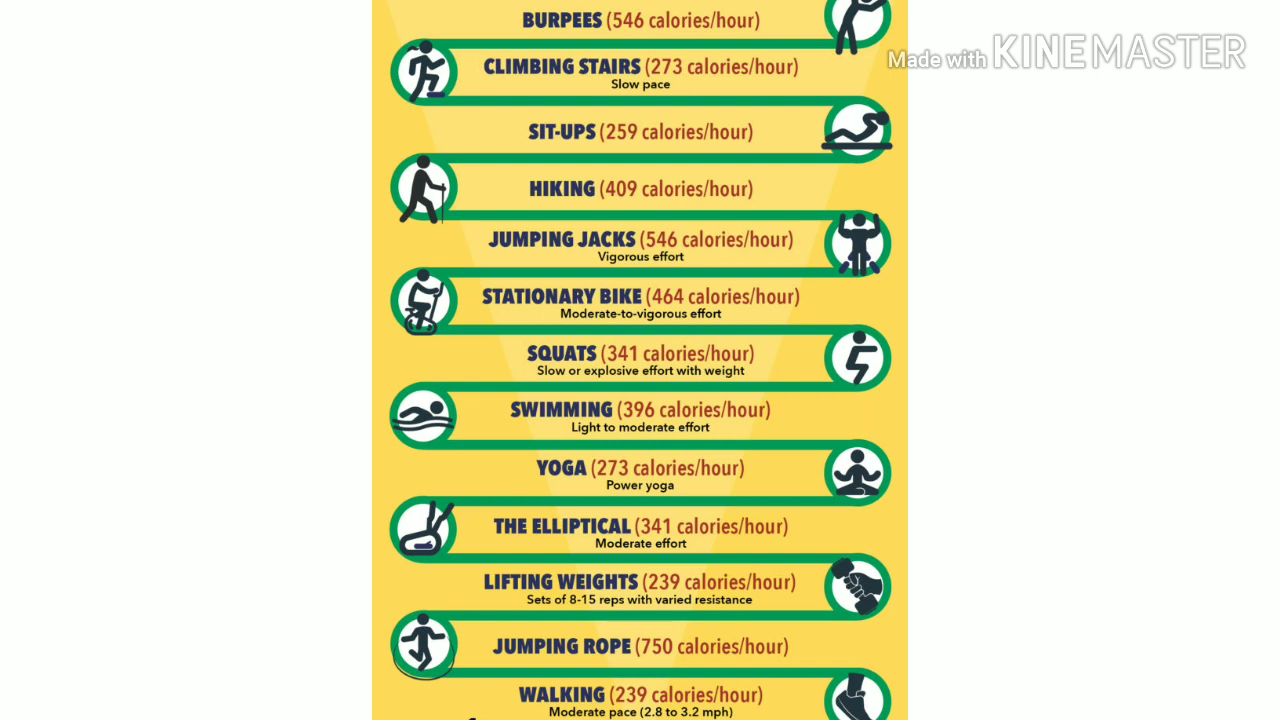 BURPEES (546 calories/hour)
Made with KINEMASTER
CLIMBING STAIRS (273 calories/hour)
Slow pace
SIT-UPS (259 calories/hour)
HIKING (409 calories/hour)
JUMPING JACKS (546 calories/hour)
Vigorous effort
STATIONARY BIKE (464 calories/hour)
Moderate-to-vigorous effort
SQUATS (341 calories/hour)
Slow or explosive effort with weight
SWIMMING (396 calories/hour)
Light to moderate effort
YOGA (273 calories/hour)
Power yoga
THE ELLIPTICAL (341 calories/hour)
Moderate effort
LIFTING WEIGHTS (239 calories/hour)
Sets of 8-15 reps with varied resistance
JUMPING ROPE (750 calories/hour)
WALKING (239 calories/hour)
Moderate pace (2.8 to 3.2 mph)